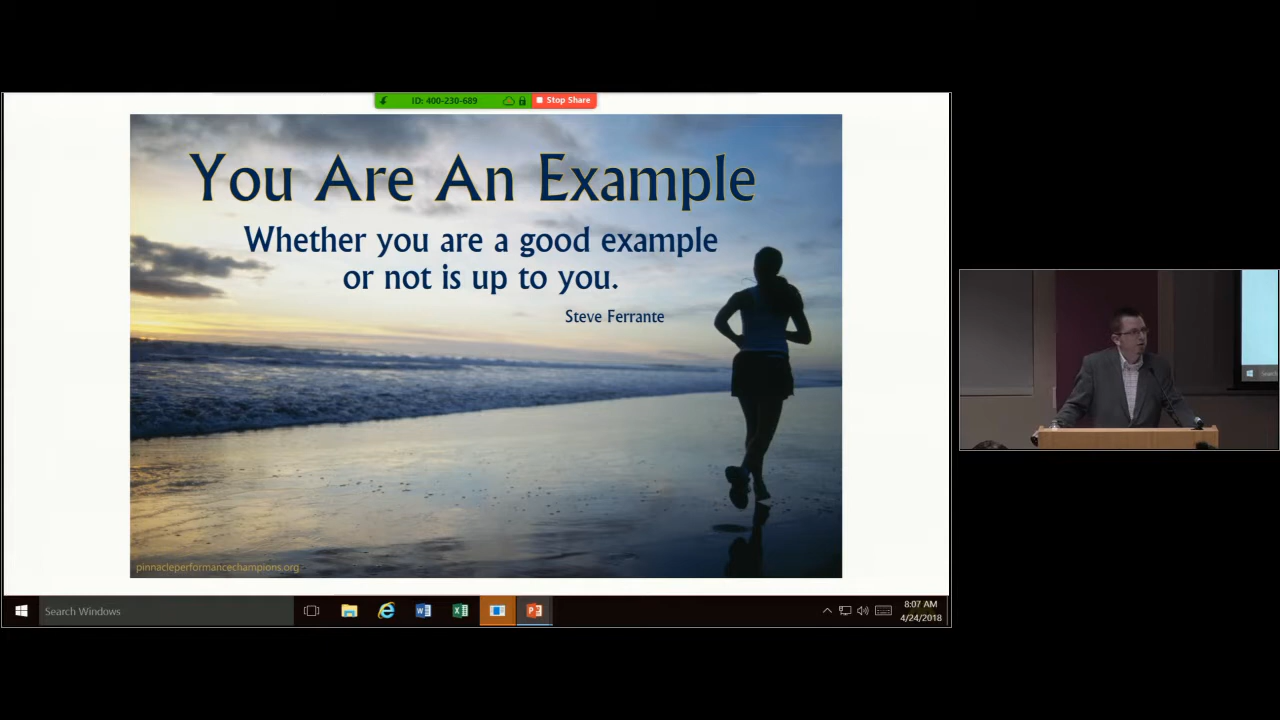 ID: 400-230-689
Stop Share
You Are An Example
Whether you are a good example
or not is up to you.
Steve Ferrante
pinnacleperformancechampions.org
Search Windows
8:07 AM
4/24/2018